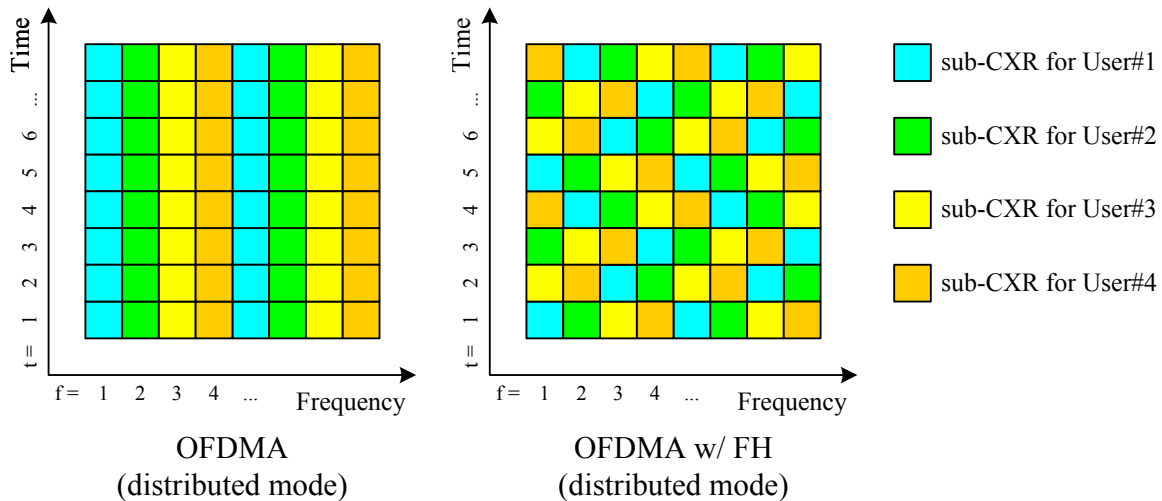 Time
...
6
5
4
3
2
1
t =
f = 1 2 3 4 ... Frequency
OFDMA
(distributed mode)
Time
...
6
5
4
3
2
1
t =
f = 1 2 3 4 ... Frequency
OFDMA w/ FH
(distributed mode)
sub-CXR for User#1
sub-CXR for User#2
sub-CXR for User#3
sub-CXR for User#4